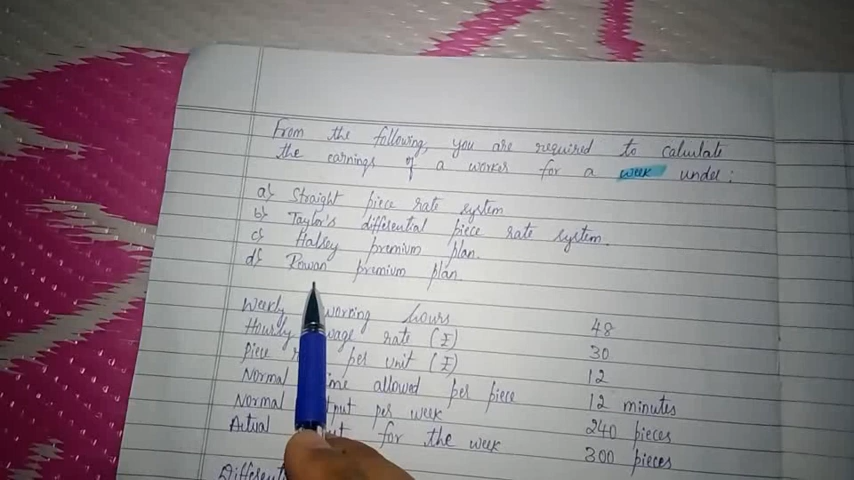 From the following, you are required to calculate
the earnings of a worker for a week under:
a) Straight piece rate system
b) Taylor's differential piece rate system.
c) Halsey premium plan.
d) Rowan premium plan
Weekly working hours 48
Hourly wage rate (₹) 30
Piece per unit (₹) 12
Normal allowed per piece 12 minutes
Normal per week 240 pieces
Actual for the week 300 pieces